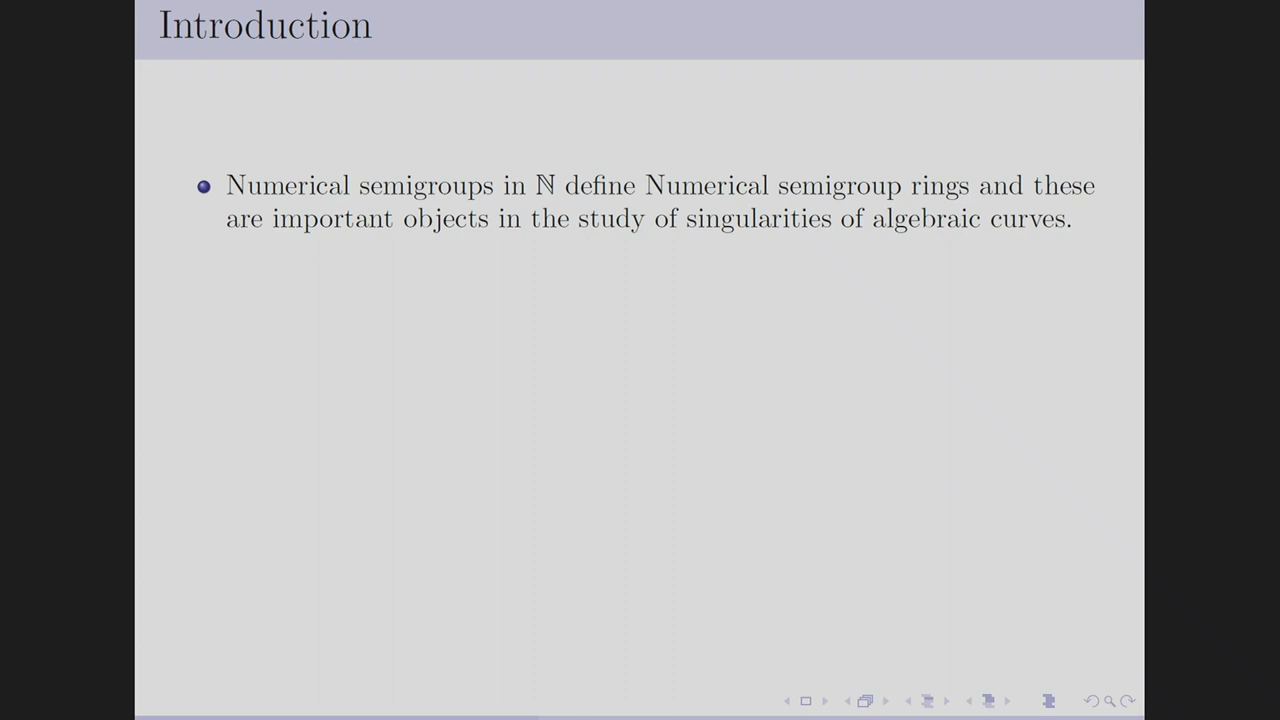 Introduction
Numerical semigroups in ℕ define Numerical semigroup rings and these
are important objects in the study of singularities of algebraic curves.